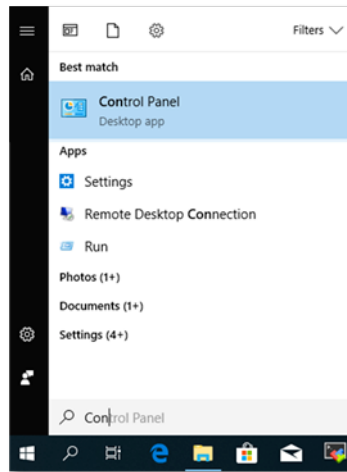 Filters
Best match
Control Panel
Desktop app
Apps
Settings
Remote Desktop Connection
Run
Photos (1+)
Documents (1+)
Settings (4+)
Control Panel